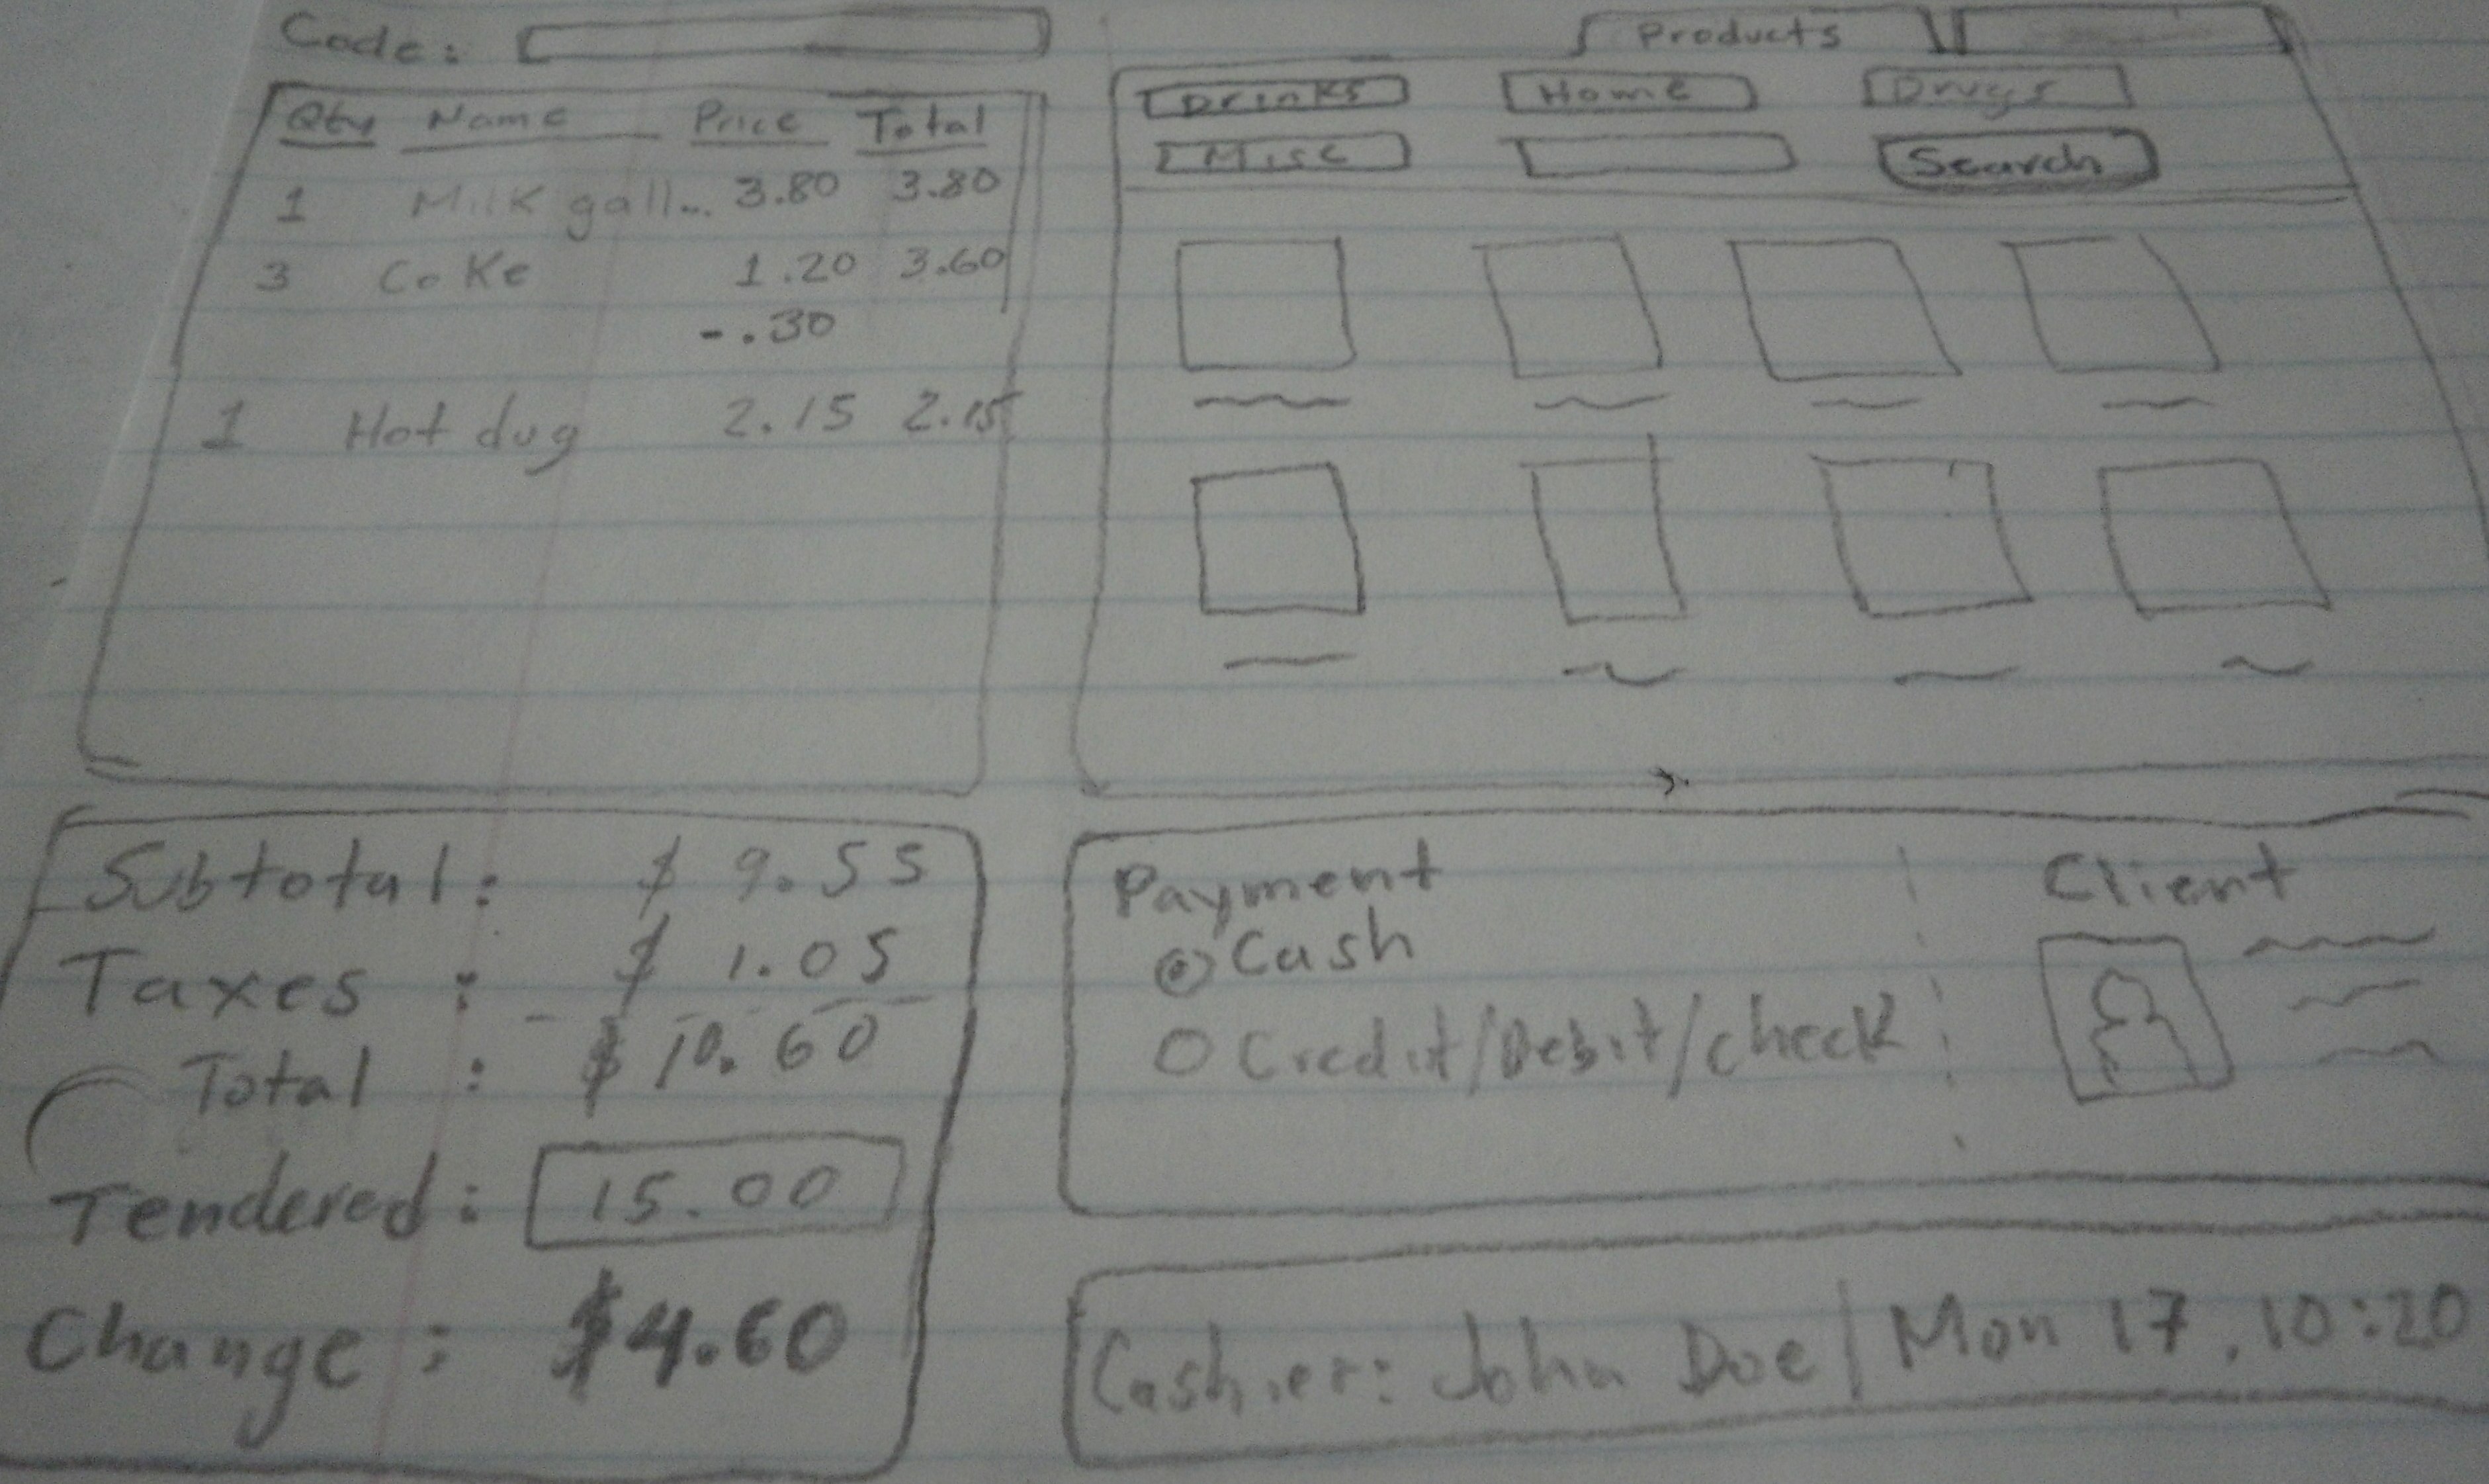 Code:
Qty Name Price Total
1 Milk gall... 3.80 3.80
3 Coke 1.20 3.60
-.30
1 Hot dog 2.15 2.15
Products
Drinks Home Drugs
Misc Search
Subtotal: $ 9.55
Taxes : $ 1.05
Total : $ 10.60
Tendered: 15.00
Change: $4.60
Payment
Cash
Credit/Debit/check
Client
Cashier: John Doe | Mon 17, 10:20